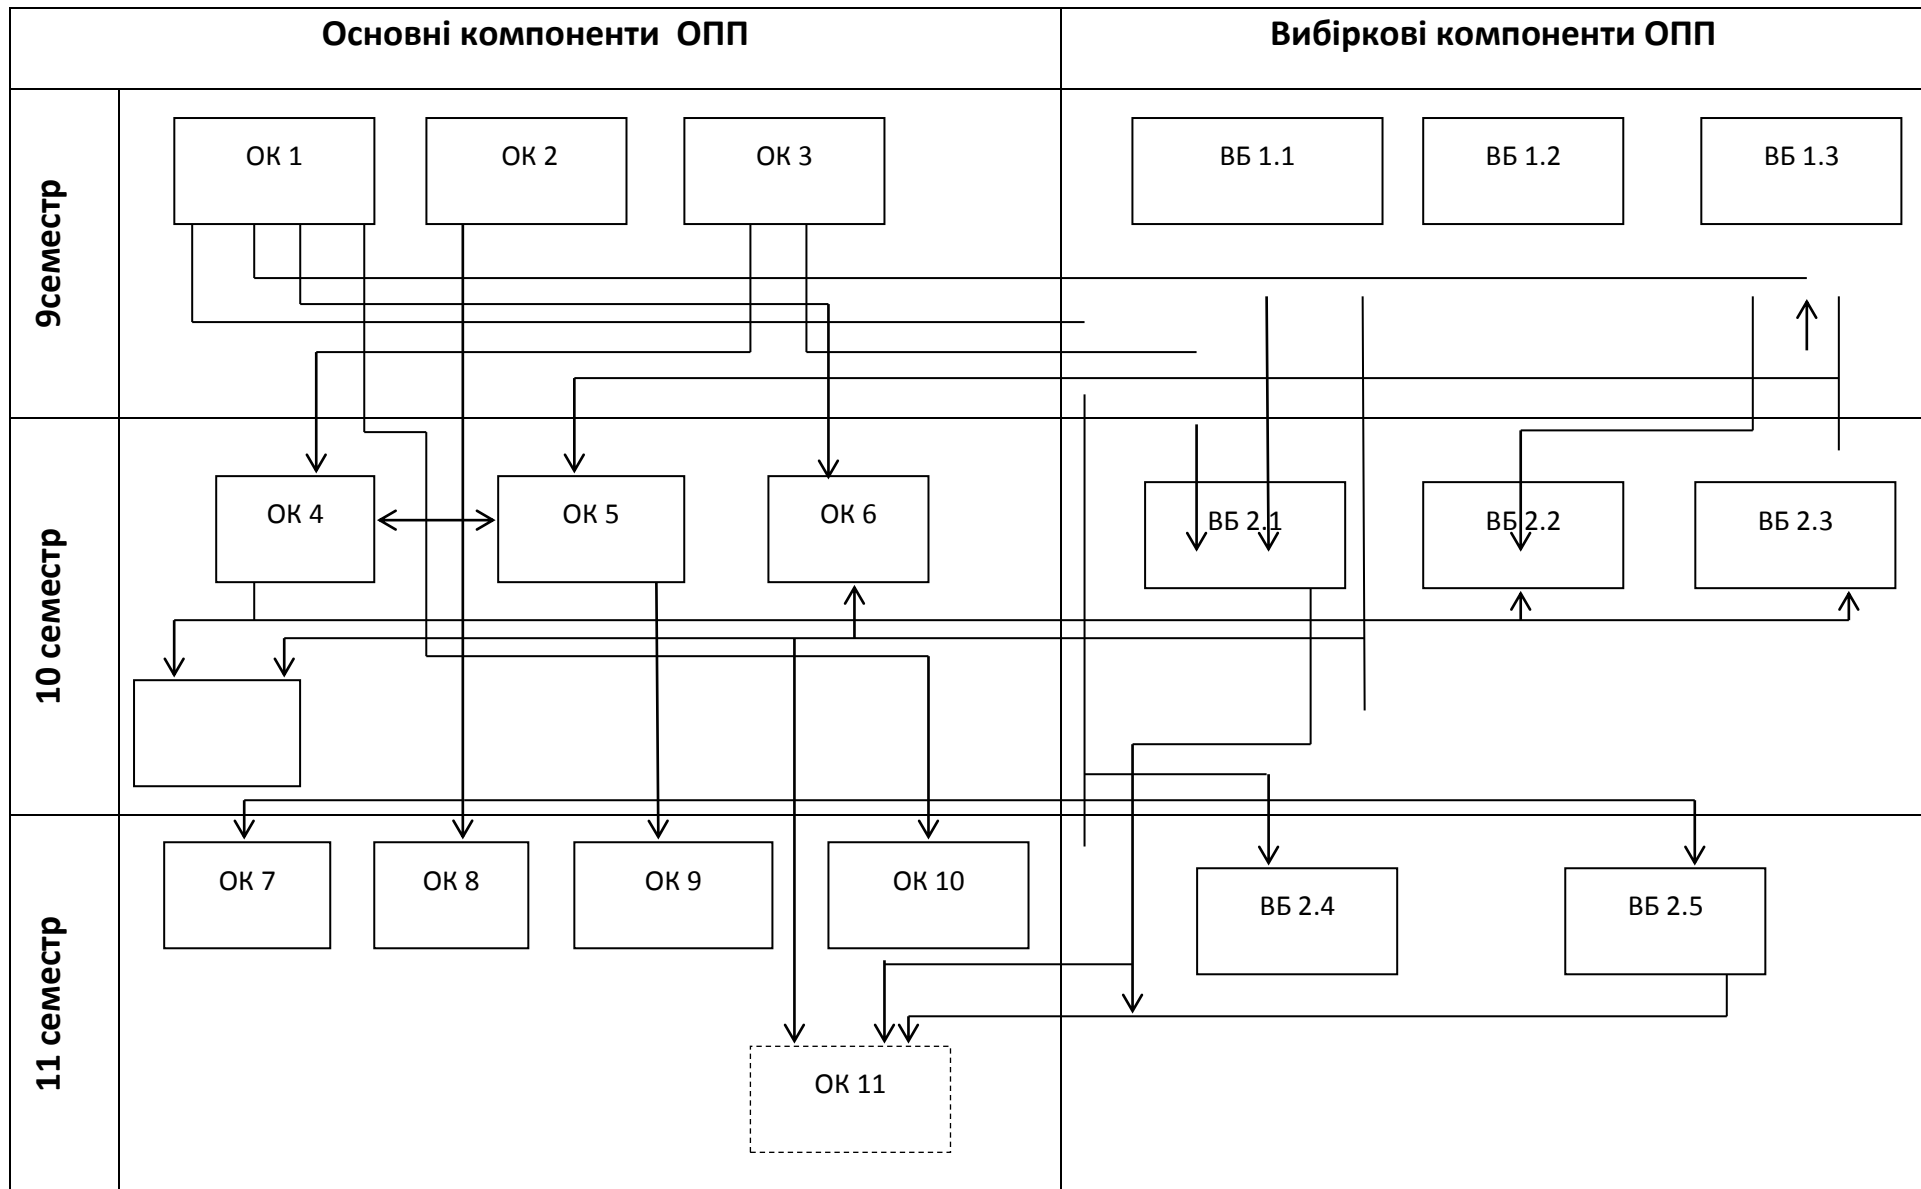 Основні компоненти ОПП
Вибіркові компоненти ОПП
9семестр
ОК 1
ОК 2
ОК 3
ВБ 1.1
ВБ 1.2
ВБ 1.3
10 семестр
ОК 4
ОК 5
ОК 6
ВБ 2.1
ВБ 2.2
ВБ 2.3
11 семестр
ОК 7
ОК 8
ОК 9
ОК 10
ВБ 2.4
ВБ 2.5
ОК 11